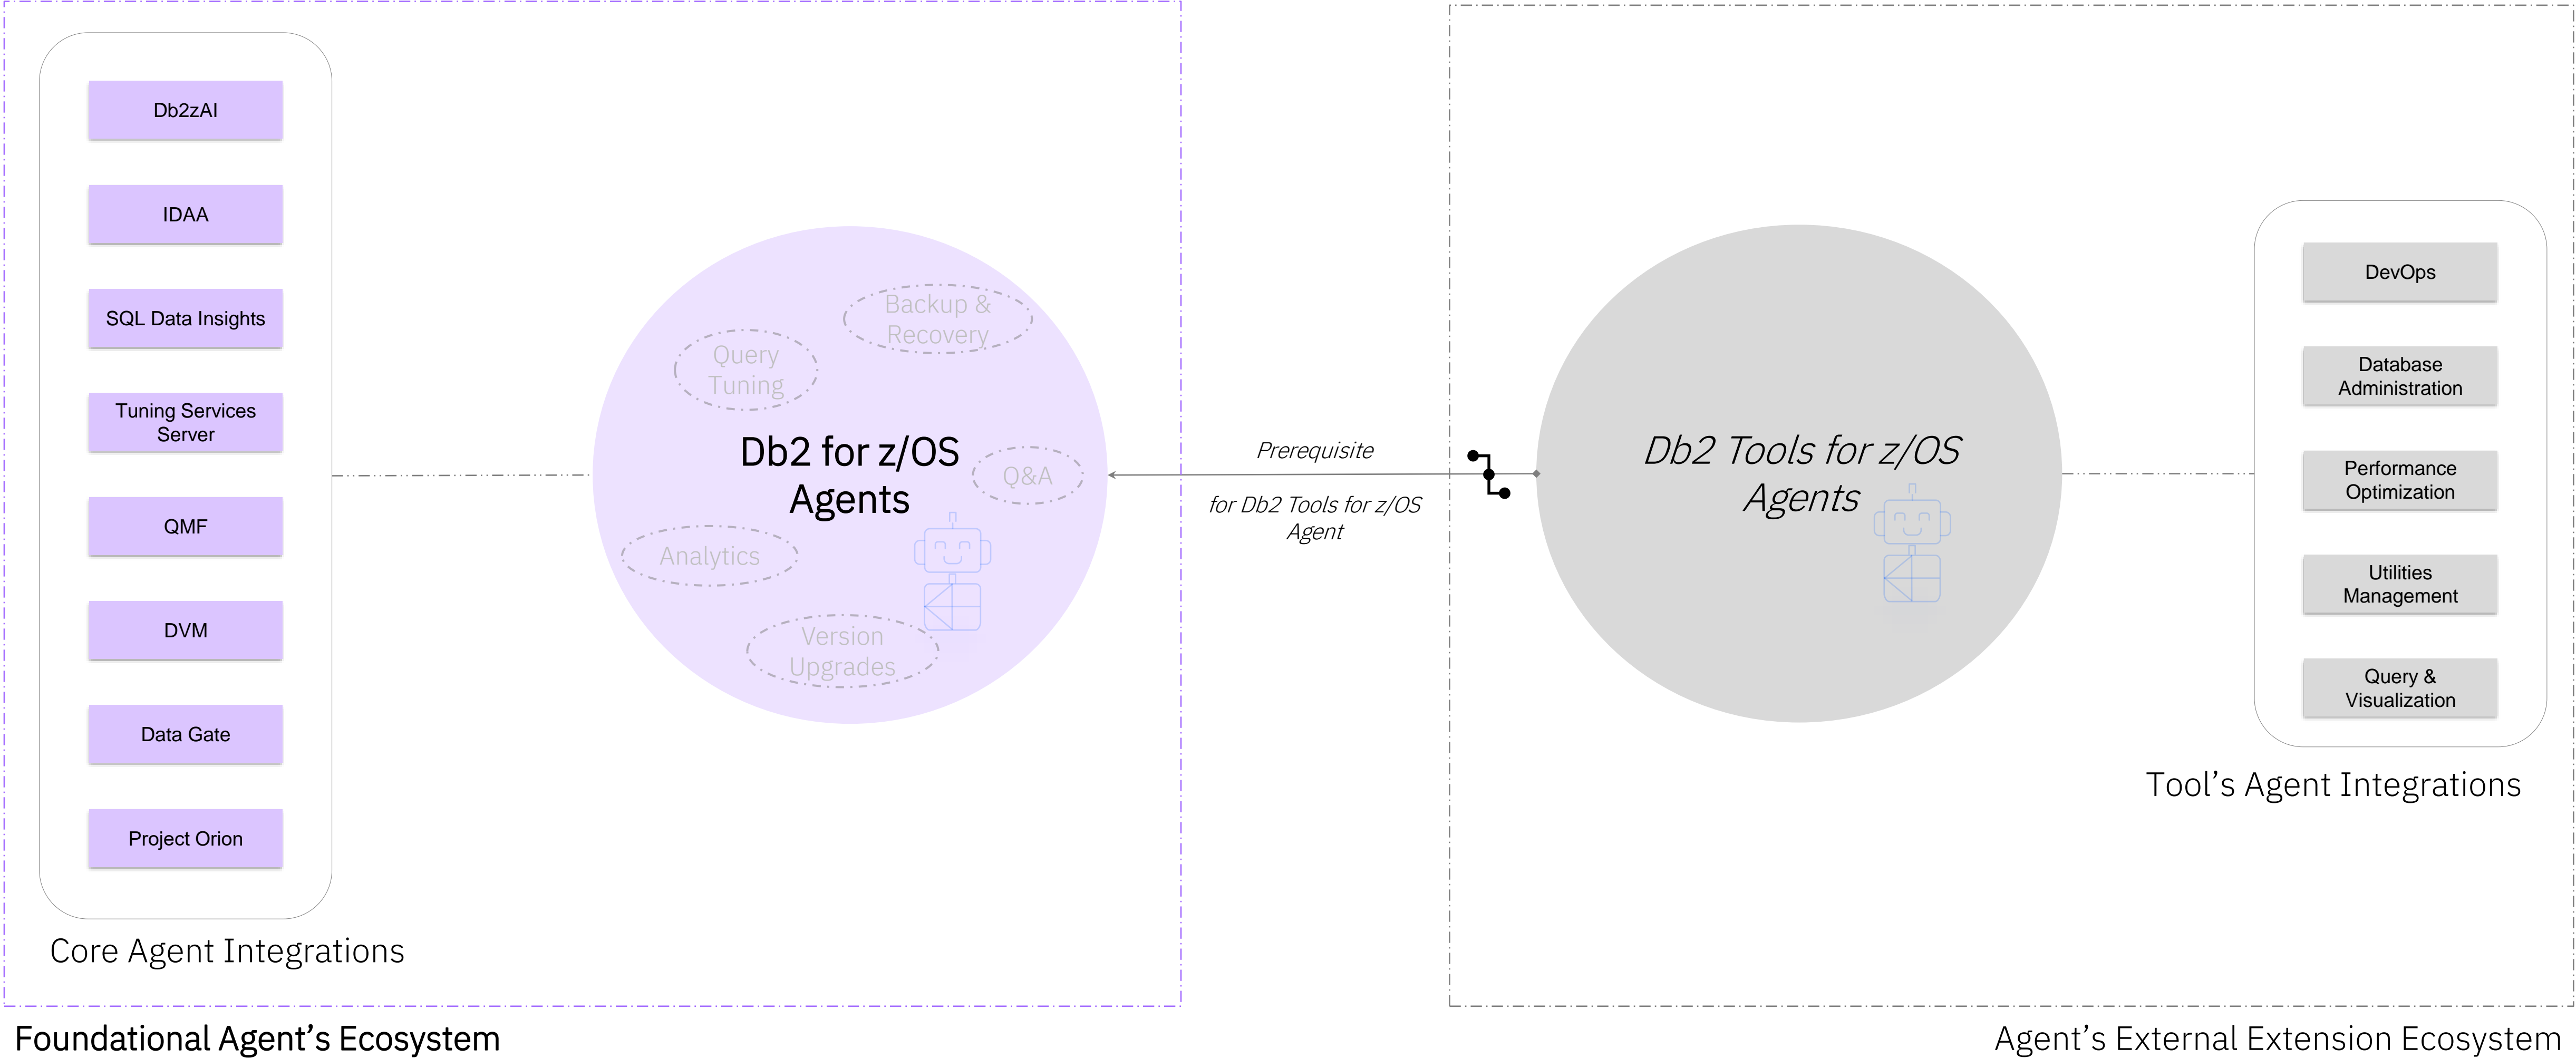 Db2zAI
IDAA
SQL Data Insights
Tuning Services
Server
QMF
DVM
Data Gate
Project Orion
Core Agent Integrations
Foundational Agent’s Ecosystem
Backup &
Recovery
Query
Tuning
Db2 for z/OS
Agents
Q&A
Analytics
Version
Upgrades
Prerequisite
for Db2 Tools for z/OS
Agent
Db2 Tools for z/OS
Agents
DevOps
Database
Administration
Performance
Optimization
Utilities
Management
Query &
Visualization
Tool’s Agent Integrations
Agent’s External Extension Ecosystem